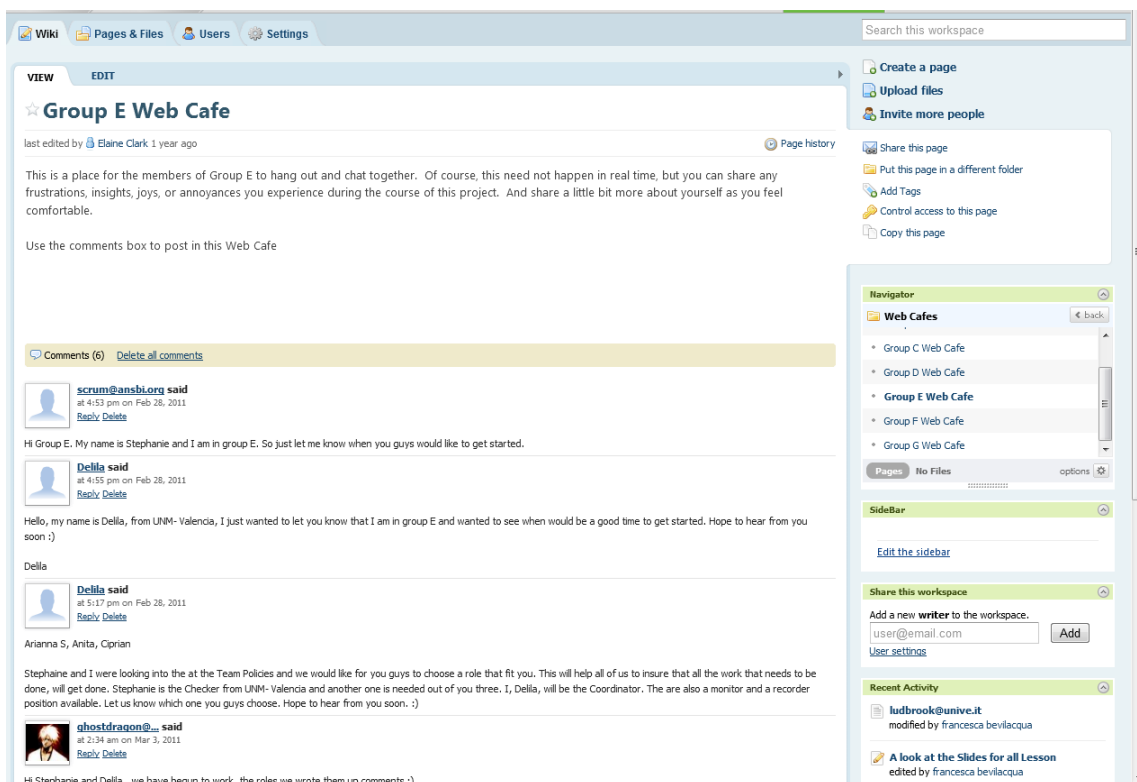 Wiki
Pages & Files
Users
Settings
Search this workspace
VIEW
EDIT
Group E Web Cafe
last edited by Elaine Clark 1 year ago
Page history
This is a place for the members of Group E to hang out and chat together. Of course, this need not happen in real time, but you can share any
frustrations, insights, joys, or annoyances you experience during the course of this project. And share a little bit more about yourself as you feel
comfortable.
Use the comments box to post in this Web Cafe
Comments (6) Delete all comments
scrum@ansbi.org said
at 4:53 pm on Feb 28, 2011
Reply Delete
Hi Group E. My name is Stephanie and I am in group E. So just let me know when you guys would like to get started.
Delila said
at 4:55 pm on Feb 28, 2011
Reply Delete
Hello, my name is Delila, from UNM- Valencia, I just wanted to let you know that I am in group E and wanted to see when would be a good time to get started. Hope to hear from you
soon :)
Delila
Delila said
at 5:17 pm on Feb 28, 2011
Reply Delete
Arianna S, Anita, Ciprian
Stephaine and I were looking into the at the Team Policies and we would like for you guys to choose a role that fit you. This will help all of us to insure that all the work that needs to be
done, will get done. Stephanie is the Checker from UNM- Valencia and another one is needed out of you three. I, Delila, will be the Coordinator. The are also a monitor and a recorder
position available. Let us know which one you guys choose. Hope to hear from you soon. :)
ghostdragon@... said
at 2:34 am on Mar 3, 2011
Reply Delete
Hi Stephanie and Delila , we have begun to work, the roles we wrote them up comments :)
Create a page
Upload files
Invite more people
Share this page
Put this page in a different folder
Add Tags
Control access to this page
Copy this page
Navigator
Web Cafes
back
Group C Web Cafe
Group D Web Cafe
Group E Web Cafe
Group F Web Cafe
Group G Web Cafe
Pages No Files options
SideBar
Edit the sidebar
Share this workspace
Add a new writer to the workspace.
user@email.com
Add
User settings
Recent Activity
ludbrook@unive.it
modified by francesca bevilacqua
A look at the Slides for all Lesson
edited by francesca bevilacqua